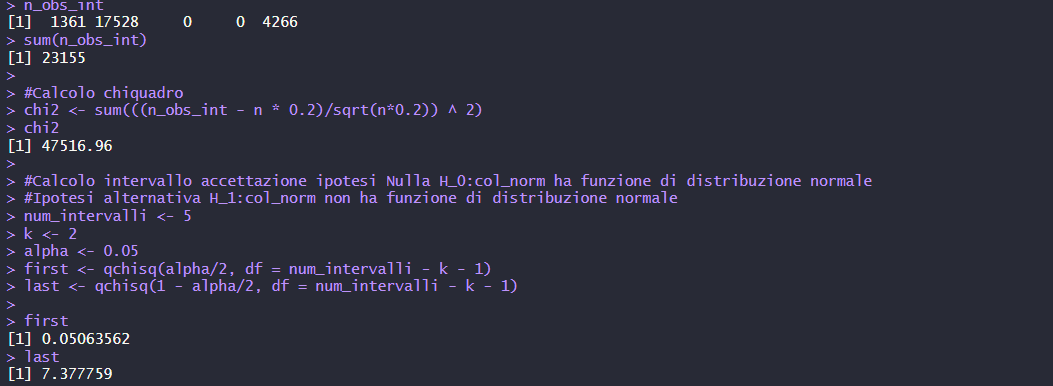 > n_obs_int
[1]  1361 17528     0     0  4266
> sum(n_obs_int)
[1] 23155
>
> #Calcolo chiquadro
> chi2 <- sum(((n_obs_int - n * 0.2)/sqrt(n*0.2)) ^ 2)
> chi2
[1] 47516.96
>
> #Calcolo intervallo accettazione ipotesi Nulla H_0:col_norm ha funzione di distribuzione normale
> #Ipotesi alternativa H_1:col_norm non ha funzione di distribuzione normale
> num_intervalli <- 5
> k <- 2
> alpha <- 0.05
> first <- qchisq(alpha/2, df = num_intervalli - k - 1)
> last <- qchisq(1 - alpha/2, df = num_intervalli - k - 1)
>
> first
[1] 0.05063562
> last
[1] 7.377759